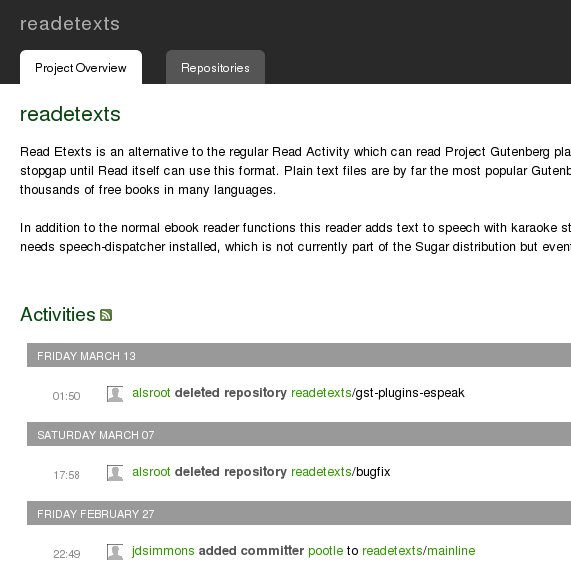 readetexts
Project Overview Repositories
readetexts
Read Etexts is an alternative to the regular Read Activity which can read Project Gutenberg pla
stopgap until Read itself can use this format. Plain text files are by far the most popular Gutenb
thousands of free books in many languages.
In addition to the normal ebook reader functions this reader adds text to speech with karaoke st
needs speech-dispatcher installed, which is not currently part of the Sugar distribution but even
Activities
FRIDAY MARCH 13
01:50 alsroot deleted repository readetexts/gst-plugins-espeak
SATURDAY MARCH 07
17:58 alsroot deleted repository readetexts/bugfix
FRIDAY FEBRUARY 27
22:49 jdsimmons added committer pootle to readetexts/mainline